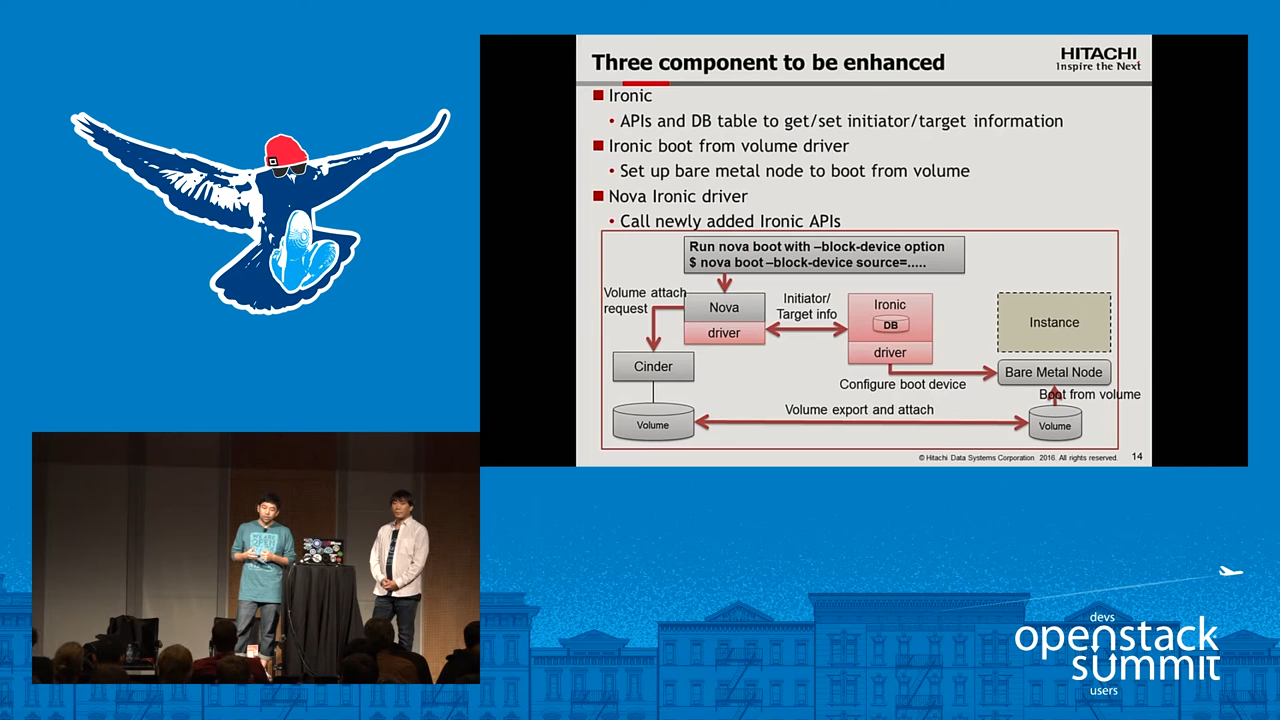 Three component to be enhanced
HITACHI
Inspire the Next
Ironic
• APIs and DB table to get/set initiator/target information
Ironic boot from volume driver
• Set up bare metal node to boot from volume
Nova Ironic driver
• Call newly added Ironic APIs
Run nova boot with –block-device option
$ nova boot –block-device source=.....
Volume attach
request
Nova
driver
Initiator/
Target info
Ironic
DB
driver
Instance
Cinder
Configure boot device
Bare Metal Node
Boot from volume
Volume export and attach
Volume
Volume
© Hitachi Data Systems Corporation 2016. All rights reserved.
14
WE ARE
OPEN
devs
openstack
summit
users